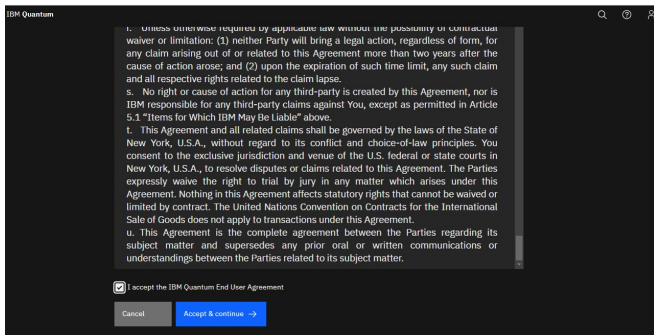 IBM Quantum
r. Unless otherwise required by applicable law without the possibility of contractual
waiver or limitation: (1) neither Party will bring a legal action, regardless of form, for
any claim arising out of or related to this Agreement more than two years after the
cause of action arose; and (2) upon the expiration of such time limit, any such claim
and all respective rights related to the claim lapse.
s. No right or cause of action for any third-party is created by this Agreement, nor is
IBM responsible for any third-party claims against You, except as permitted in Article
5.1 “Items for Which IBM May Be Liable” above.
t. This Agreement and all related claims shall be governed by the laws of the State of
New York, U.S.A., without regard to its conflict and choice-of-law principles. You
consent to the exclusive jurisdiction and venue of the U.S. federal or state courts in
New York, U.S.A., to resolve disputes or claims related to this Agreement. The Parties
expressly waive the right to trial by jury in any matter which arises under this
Agreement. Nothing in this Agreement affects statutory rights that cannot be waived or
limited by contract. The United Nations Convention on Contracts for the International
Sale of Goods does not apply to transactions under this Agreement.
u. This Agreement is the complete agreement between the Parties regarding its
subject matter and supersedes any prior oral or written communications or
understandings between the Parties related to its subject matter.
I accept the IBM Quantum End User Agreement
Cancel
Accept & continue →